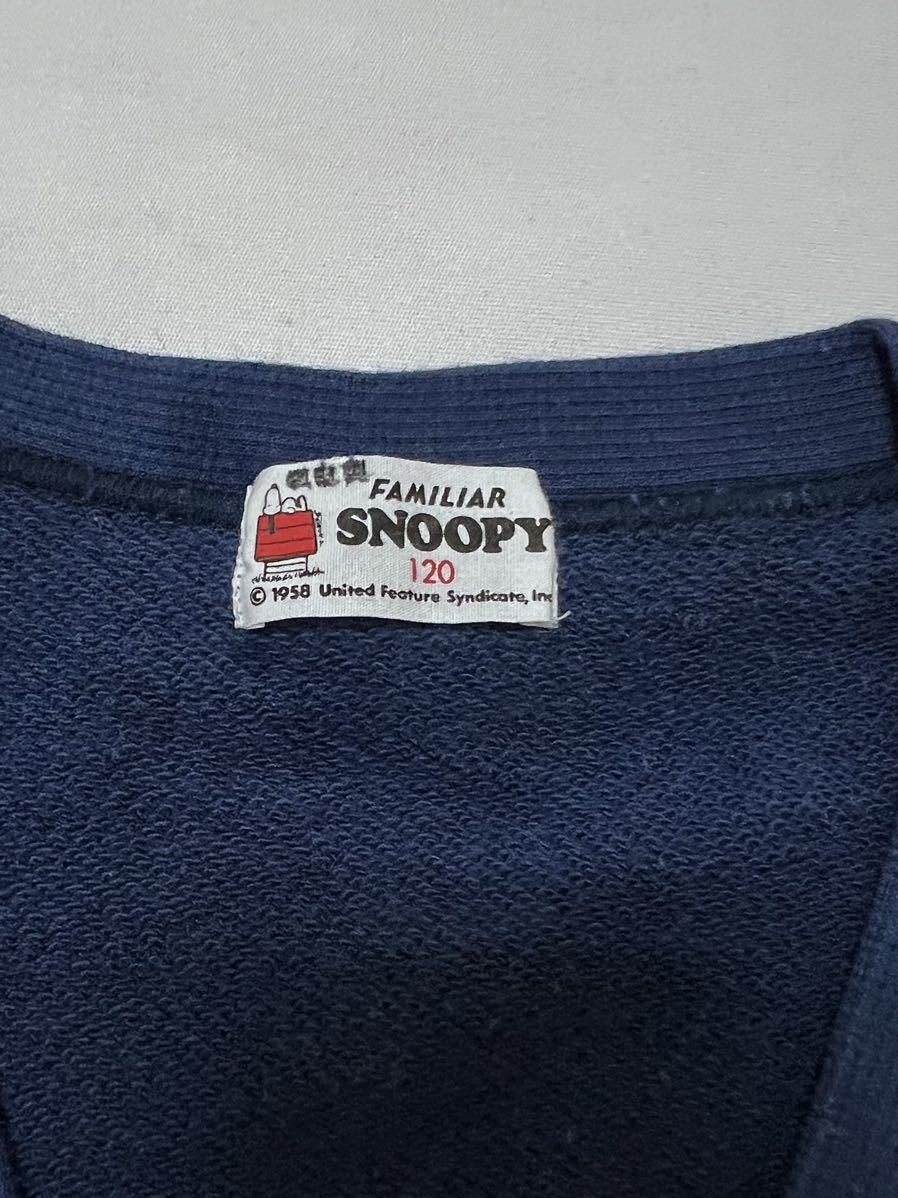 FAMILIAR
SNOOPY
120
© 1958 United Feature Syndicate, Inc